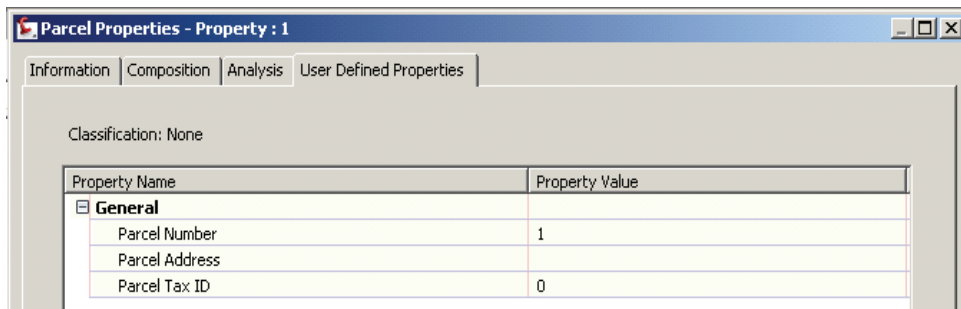 Parcel Properties - Property : 1
Information Composition Analysis User Defined Properties
Classification: None
Property Name Property Value
General
Parcel Number 1
Parcel Address
Parcel Tax ID 0